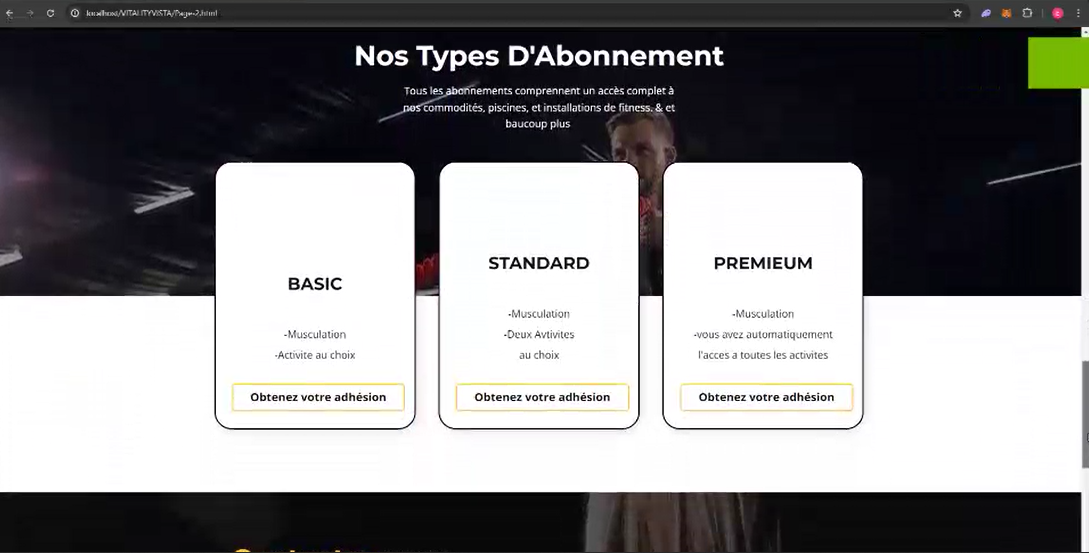 localhost/VITALITYVISTA/Page-2.html
Nos Types D'Abonnement
Tous les abonnements comprennent un accès complet à
nos commodités, piscines, et installations de fitness. & et
baucoup plus
BASIC
-Musculation
-Activite au choix
Obtenez votre adhésion
STANDARD
-Musculation
-Deux Avtivites
au choix
Obtenez votre adhésion
PREMIEUM
-Musculation
-vous avez automatiquement
l'acces a toutes les activites
Obtenez votre adhésion